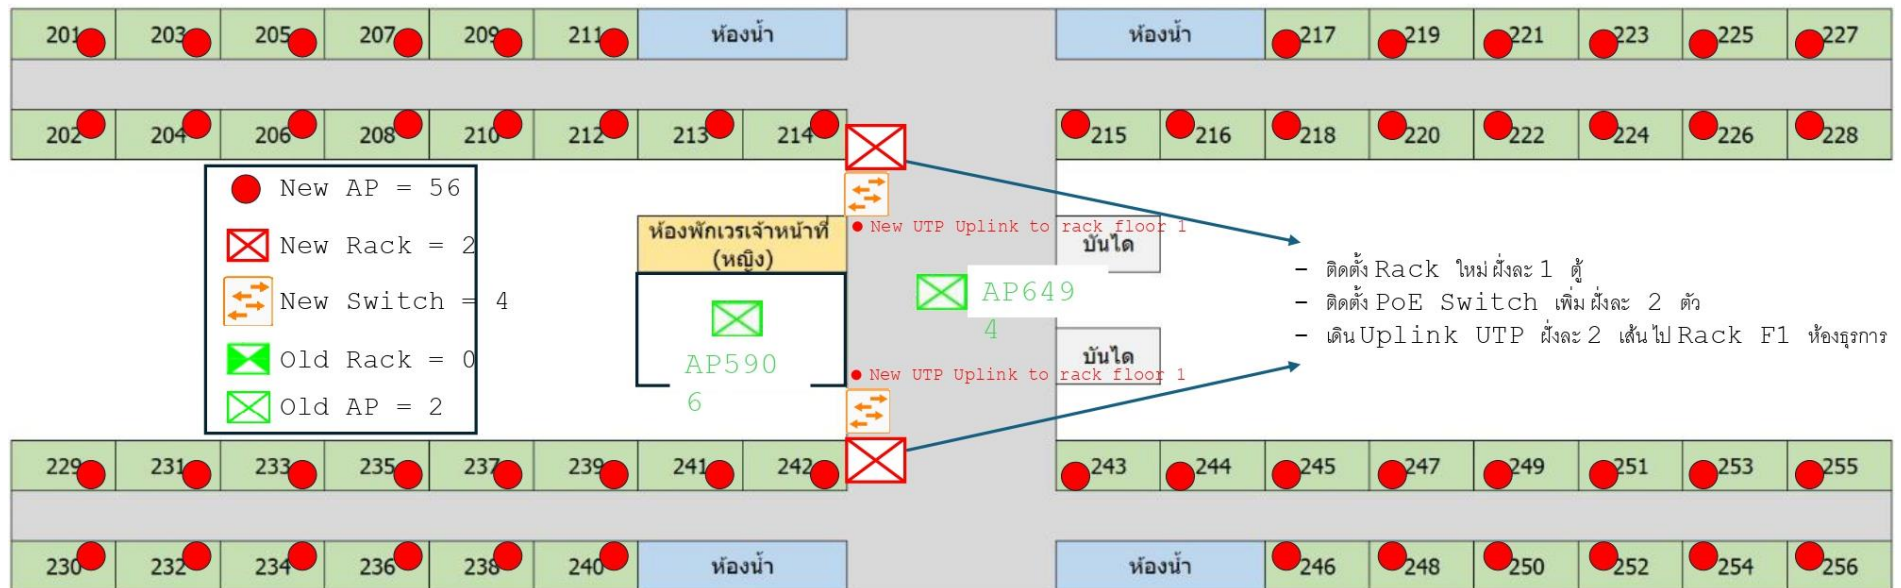 201 203 205 207 209 211 ห้องน้ำ ห้องน้ำ 217 219 221 223 225 227
202 204 206 208 210 212 213 214 215 216 218 220 222 224 226 228
New AP = 56
New Rack = 2
New Switch = 4
Old Rack = 0
Old AP = 2
ห้องพักเวรเจ้าหน้าที่
(หญิง)
AP590
6
New UTP Uplink to rack floor 1
บันได
AP649
4
บันได
New UTP Uplink to rack floor 1
- ติดตั้ง Rack ใหม่ ฝั่งละ 1 ตู้
- ติดตั้ง PoE Switch เพิ่ม ฝั่งละ 2 ตัว
- เดิน Uplink UTP ฝั่งละ 2 เส้น ไป Rack F1 ห้องธุรการ
229 231 233 235 237 239 241 242 243 244 245 247 249 251 253 255
230 232 234 236 238 240 ห้องน้ำ ห้องน้ำ 246 248 250 252 254 256